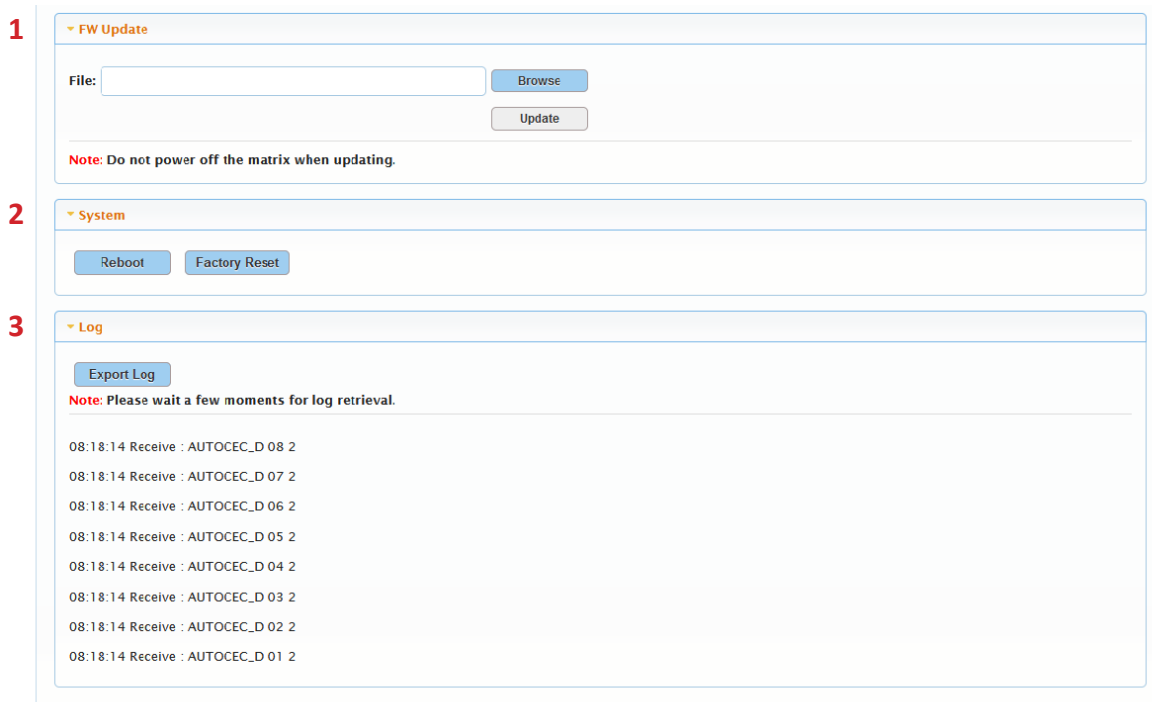 1
FW Update
File:
Browse
Update
Note: Do not power off the matrix when updating.
2
System
Reboot Factory Reset
3
Log
Export Log
Note: Please wait a few moments for log retrieval.
08:18:14 Receive : AUTOCEC_D 08 2
08:18:14 Receive : AUTOCEC_D 07 2
08:18:14 Receive : AUTOCEC_D 06 2
08:18:14 Receive : AUTOCEC_D 05 2
08:18:14 Receive : AUTOCEC_D 04 2
08:18:14 Receive : AUTOCEC_D 03 2
08:18:14 Receive : AUTOCEC_D 02 2
08:18:14 Receive : AUTOCEC_D 01 2